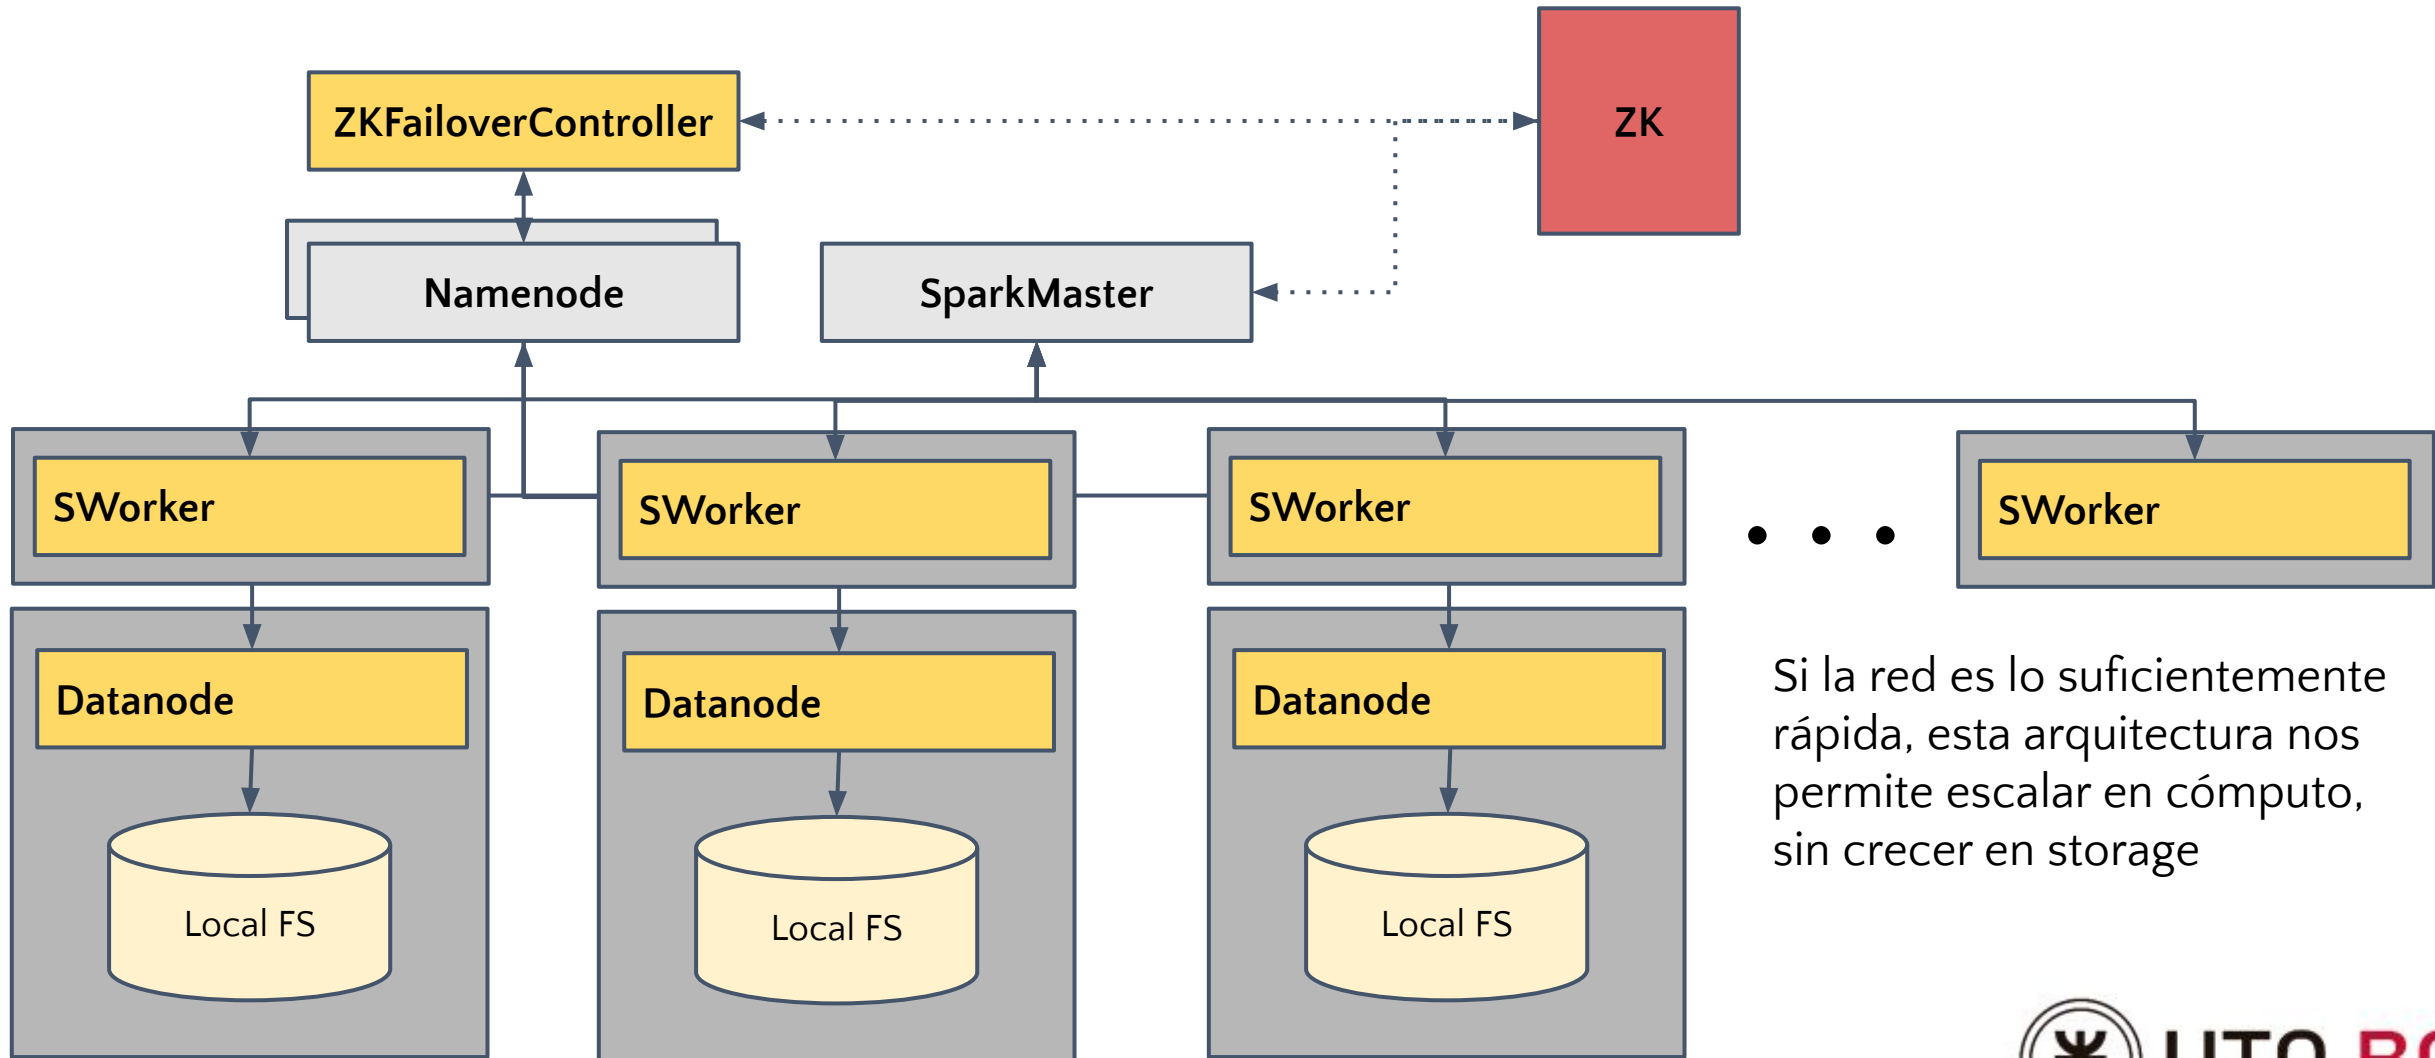 ZKFailoverController
ZK
Namenode
SparkMaster
SWorker
SWorker
SWorker
SWorker
Datanode
Datanode
Datanode
Si la red es lo suficientemente
rápida, esta arquitectura nos
permite escalar en cómputo,
sin crecer en storage
Local FS
Local FS
Local FS